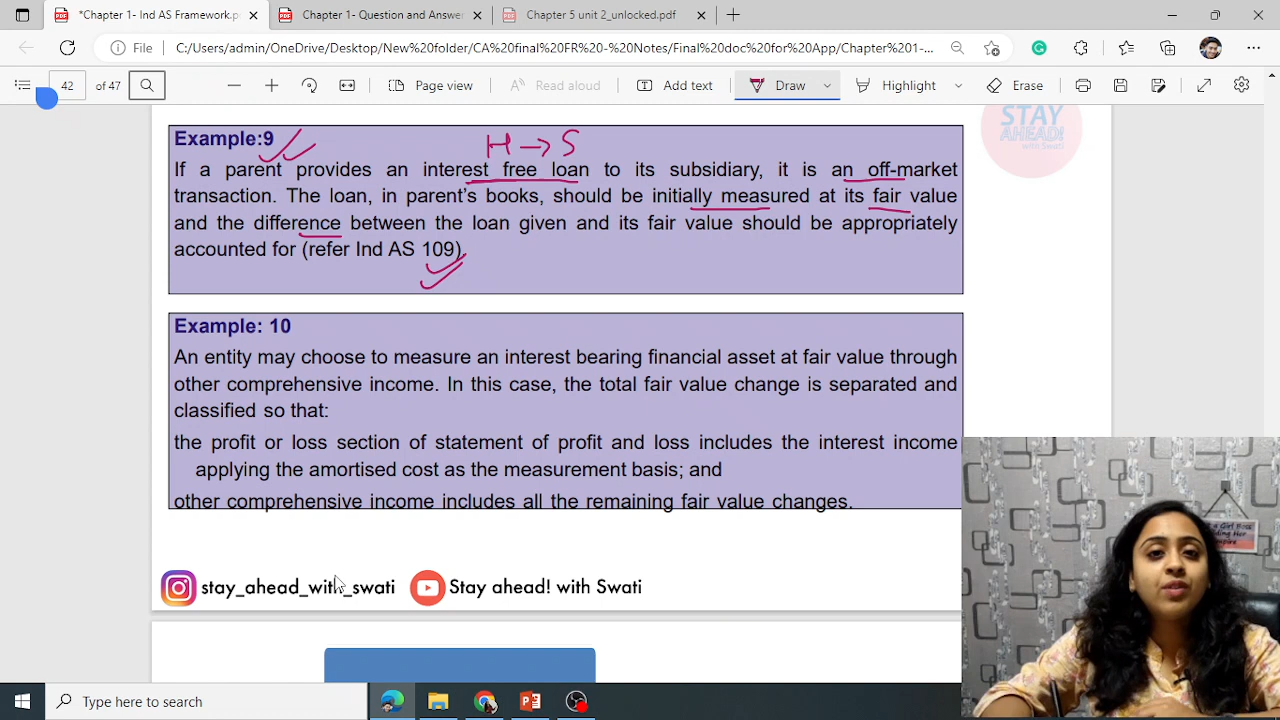 *Chapter 1- Ind AS Framework.pd
Chapter 1- Question and Answer
Chapter 5 unit 2_unlocked.pdf
File
C:/Users/admin/OneDrive/Desktop/New%20folder/CA%20Final%20FR%20-%20Notes/Final%20doc%20for%20App/Chapter%201-...
42 of 47
Page view
Read aloud
Add text
Draw
Highlight
Erase
STAY
AHEAD!
with Swati
Example:9
H → S
If a parent provides an interest free loan to its subsidiary, it is an off-market
transaction. The loan, in parent's books, should be initially measured at its fair value
and the difference between the loan given and its fair value should be appropriately
accounted for (refer Ind AS 109).
Example: 10
An entity may choose to measure an interest bearing financial asset at fair value through
other comprehensive income. In this case, the total fair value change is separated and
classified so that:
the profit or loss section of statement of profit and loss includes the interest income
applying the amortised cost as the measurement basis; and
other comprehensive income includes all the remaining fair value changes.
stay_ahead_with_swati
Stay ahead! with Swati
Type here to search